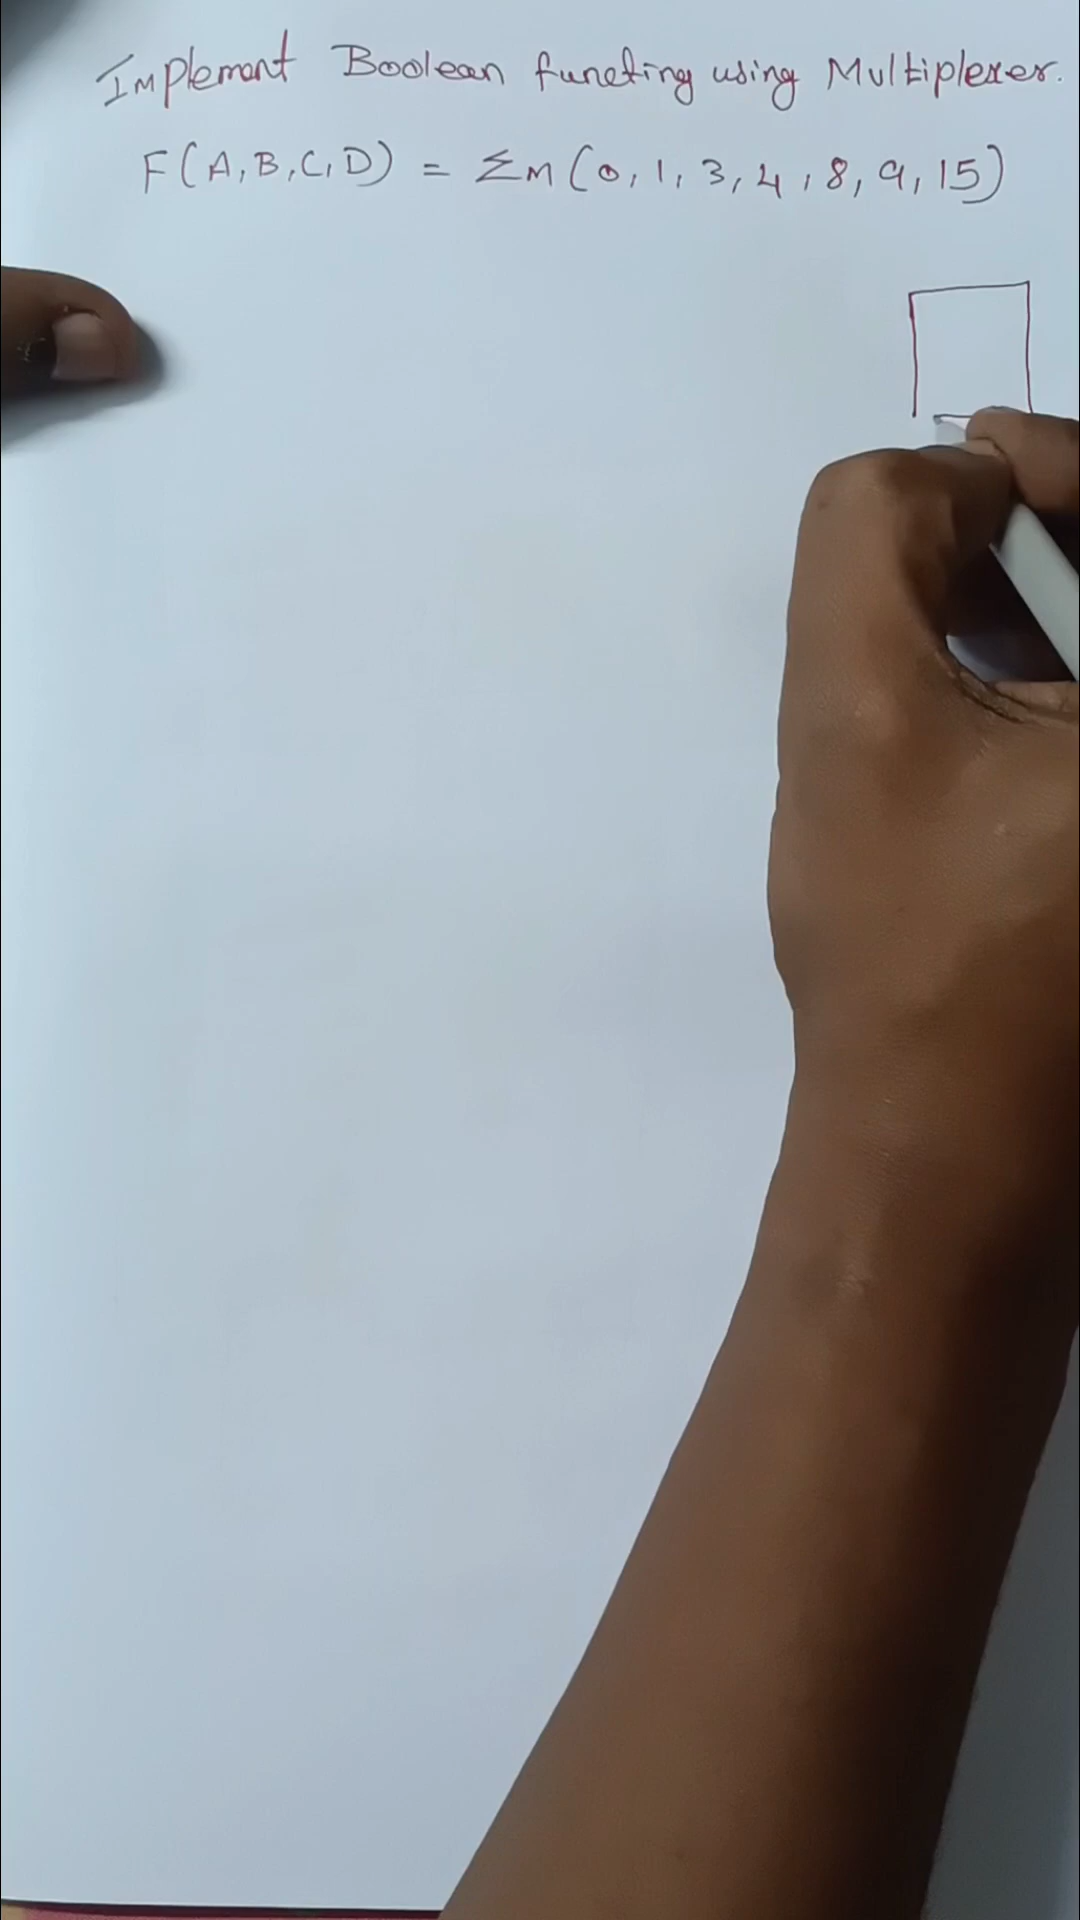 Implement Boolean functing using Multiplexer.
F(A,B,C,D) = Σm(0,1,3,4,8,9,15)